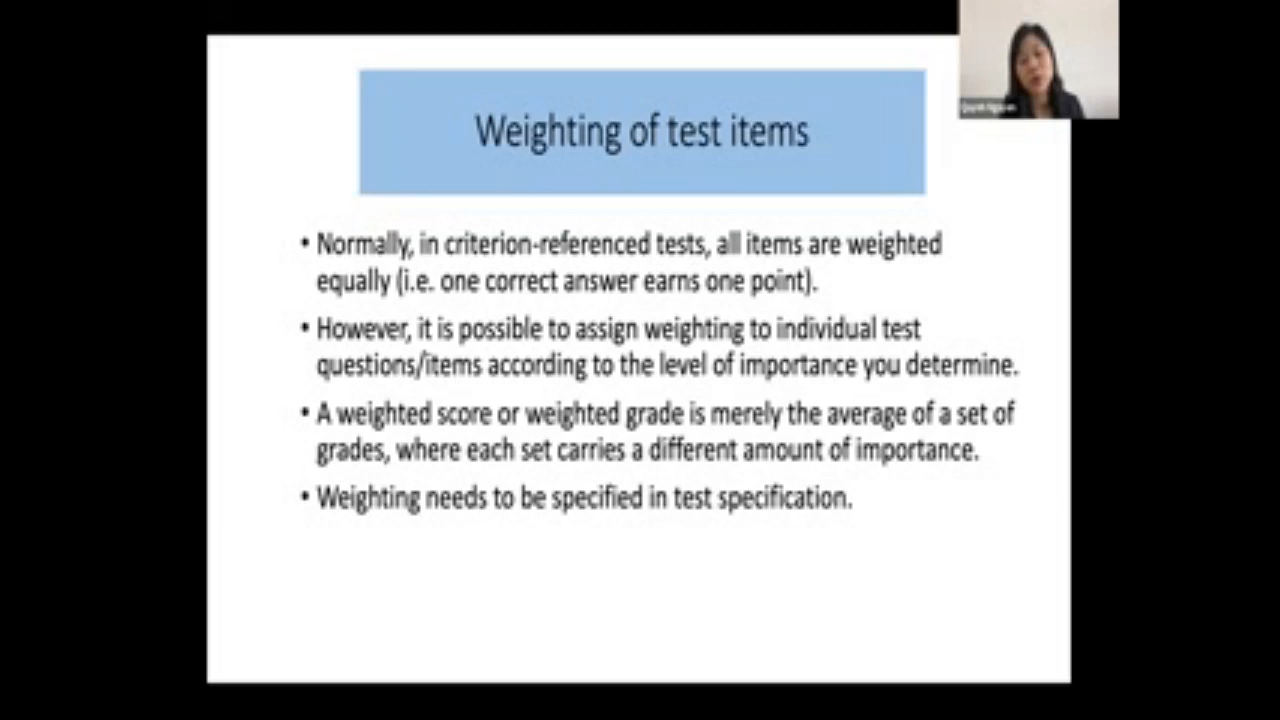 Weighting of test items
• Normally, in criterion-referenced tests, all items are weighted
equally (i.e. one correct answer earns one point).
• However, it is possible to assign weighting to individual test
questions/items according to the level of importance you determine.
• A weighted score or weighted grade is merely the average of a set of
grades, where each set carries a different amount of importance.
• Weighting needs to be specified in test specification.